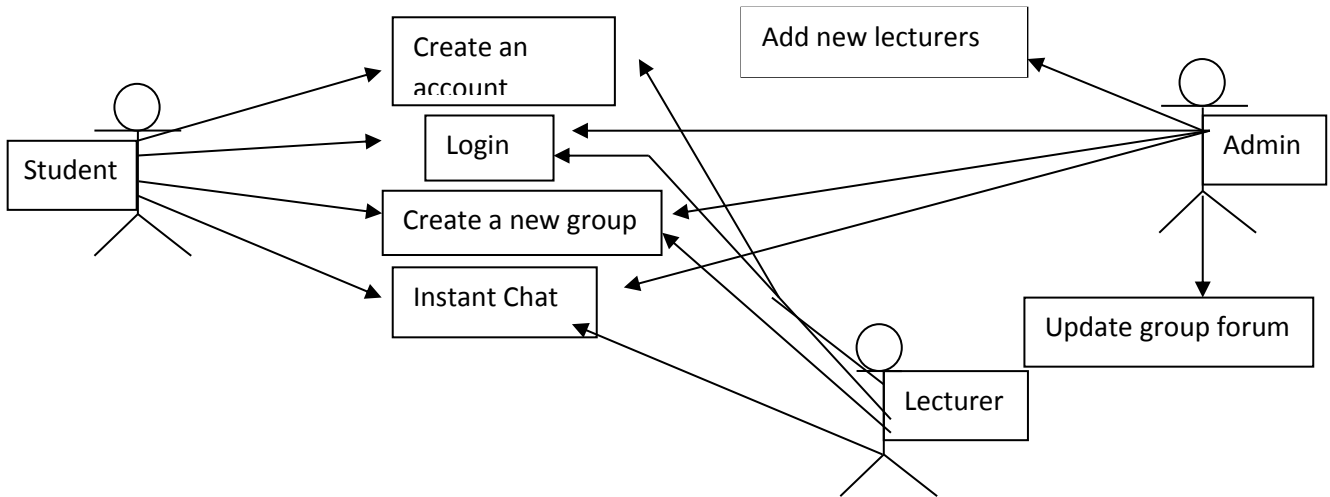 Create an
account
Add new lecturers
Login
Admin
Student
Create a new group
Instant Chat
Update group forum
Lecturer